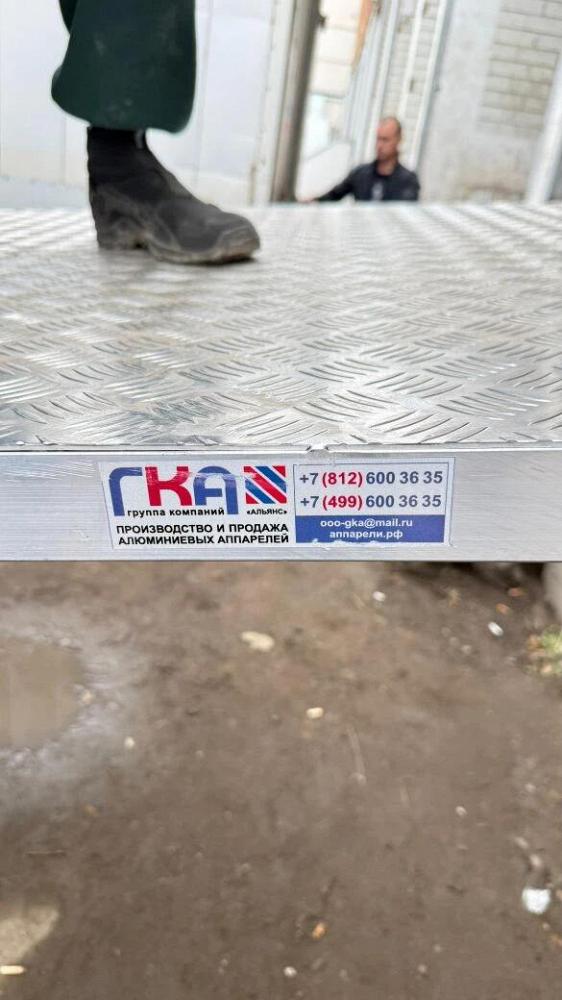 ГКА
группа компаний «АЛЬЯНС»
ПРОИЗВОДСТВО И ПРОДАЖА
АЛЮМИНИЕВЫХ АППАРЕЛЕЙ
+7 (812) 600 36 35
+7 (499) 600 36 35
ooo-gka@mail.ru
аппарели.рф